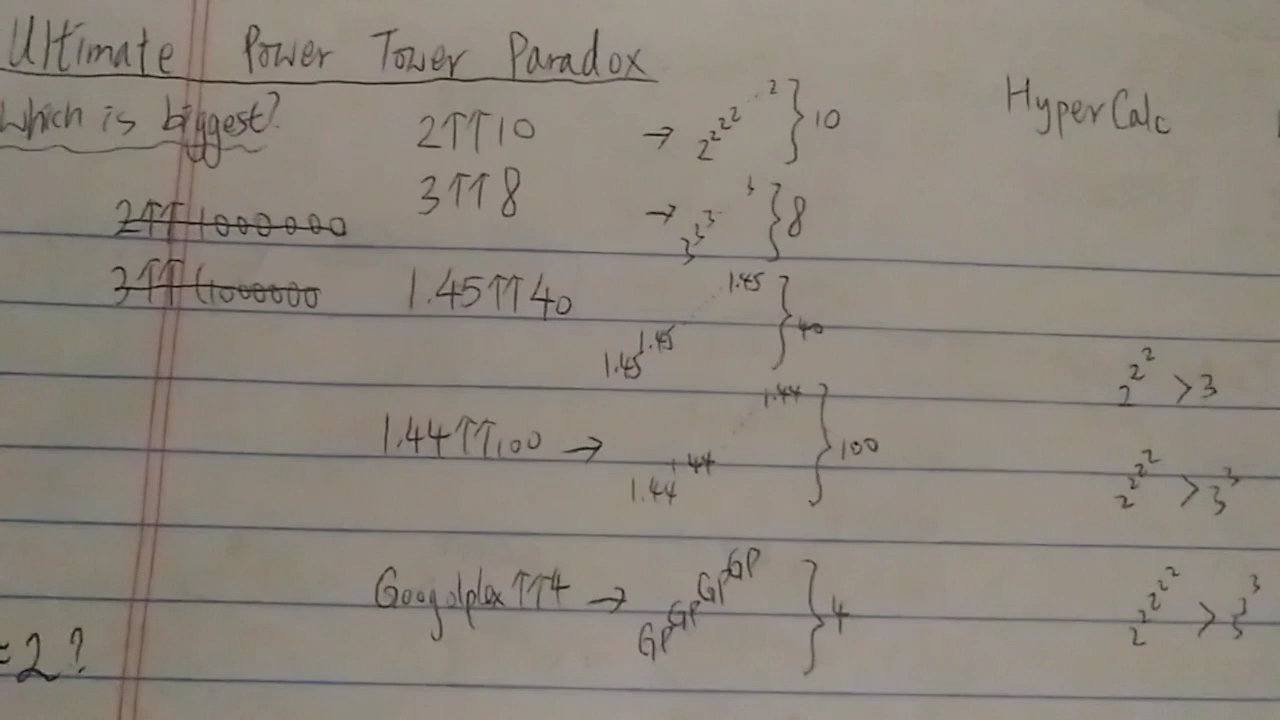 Ultimate Power Tower Paradox
Which is biggest?
2↑↑10 → 2^2^2^2^...^2 } 10
HyperCalc
3↑↑8 → 3^3^3^...^3 } 8
2↑↑1000000
3↑↑1000000
1.45↑↑40 1.45^1.45^...^1.45 } 40
2^2^2 > 3
1.44↑↑100 → 1.44^1.44^...^1.44 } 100
2^2^2^2 > 3^3
Googolplex↑↑4 → GP^GP^GP^GP } 4
2^2^2^2^2 > 3^3^3
= 2?